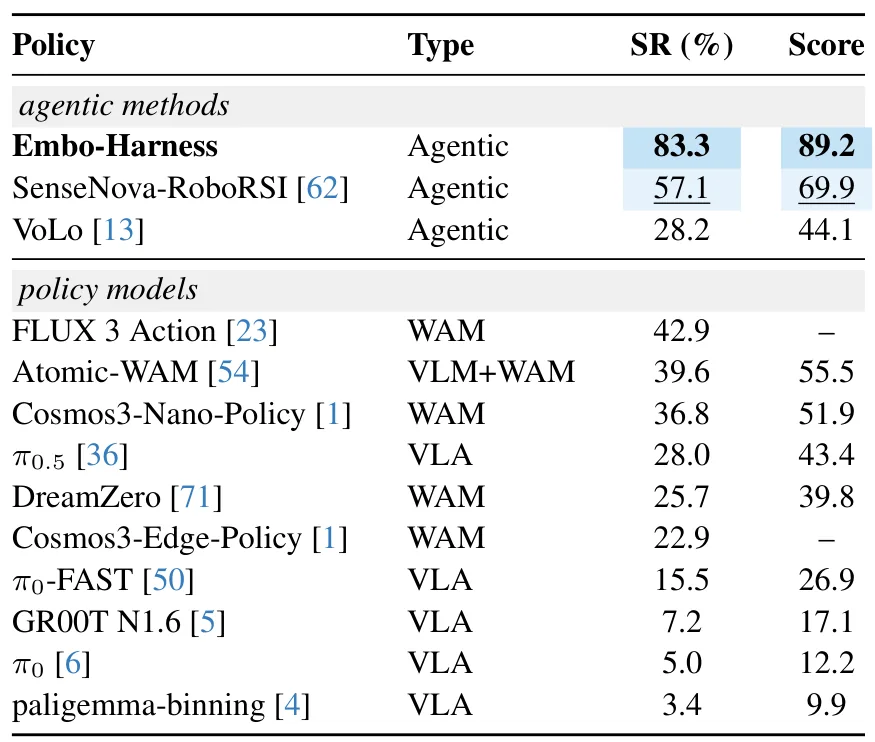 Policy Type SR (%) Score
agentic methods
Embo-Harness Agentic 83.3 89.2
SenseNova-RoboRSI [62] Agentic 57.1 69.9
VoLo [13] Agentic 28.2 44.1
policy models
FLUX 3 Action [23] WAM 42.9 –
Atomic-WAM [54] VLM+WAM 39.6 55.5
Cosmos3-Nano-Policy [1] WAM 36.8 51.9
π0.5 [36] VLA 28.0 43.4
DreamZero [71] WAM 25.7 39.8
Cosmos3-Edge-Policy [1] WAM 22.9 –
π0-FAST [50] VLA 15.5 26.9
GR00T N1.6 [5] VLA 7.2 17.1
π0 [6] VLA 5.0 12.2
paligemma-binning [4] VLA 3.4 9.9